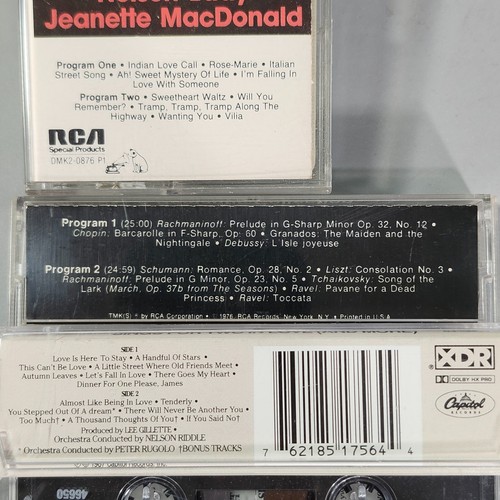 Jeanette MacDonald
Program One • Indian Love Call • Rose-Marie • Italian
Street Song • Ah! Sweet Mystery Of Life • I'm Falling In
Love With Someone
Program Two • Sweetheart Waltz • Will You
Remember? • Tramp, Tramp, Tramp Along The
Highway • Wanting You • Vilia
RCA
Special Products
DMK2-0876 P1
Program 1 (25:00) Rachmaninoff: Prelude in G-Sharp Minor Op. 32, No. 12 •
Chopin: Barcarolle in F-Sharp, Op. 60 • Granados: The Maiden and the
Nightingale • Debussy: L'Isle joyeuse
Program 2 (24:59) Schumann: Romance, Op. 28, No. 2 • Liszt: Consolation No. 3 •
Rachmaninoff: Prelude in G Minor, Op. 23, No. 5 • Tchaikovsky: Song of the
Lark (March, Op. 37b from The Seasons) • Ravel: Pavane for a Dead
Princess • Ravel: Toccata
TMK(S) ® by RCA Corporation • ℗ 1976, RCA Records, New York, N.Y. • Printed in U.S.A.
SIDE 1
Love Is Here To Stay • A Handful Of Stars •
This Can't Be Love • A Little Street Where Old Friends Meet •
Autumn Leaves • Let's Fall In Love • There Goes My Heart •
Dinner For One Please, James
SIDE 2
Almost Like Being In Love • Tenderly •
You Stepped Out Of A dream* • There Will Never Be Another You •
Too Much† • A Thousand Thoughts Of You† • If You Said No†
Produced by LEE GILLETTE
Orchestra Conducted by NELSON RIDDLE
*Orchestra Conducted by PETER RUGOLO †BONUS TRACKS
XDR
DOLBY HX PRO
Capitol
RECORDS
7 62185 17564 4
46650